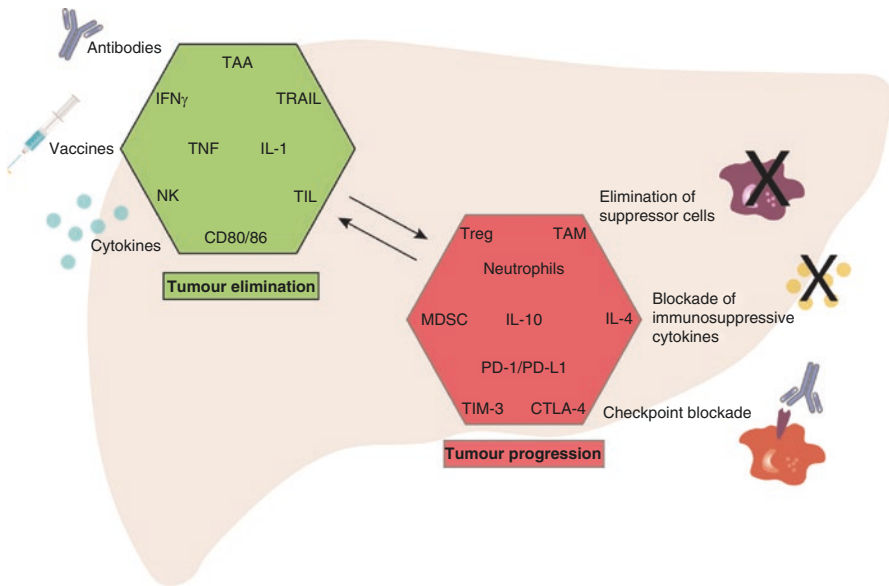 Antibodies
TAA
IFNγ
TRAIL
Vaccines
TNF
IL-1
NK
TIL
Cytokines
CD80/86
Tumour elimination
Elimination of
suppressor cells
Treg
TAM
Neutrophils
Blockade of
immunosuppressive
cytokines
MDSC
IL-10
IL-4
PD-1/PD-L1
TIM-3
CTLA-4
Checkpoint blockade
Tumour progression
X
X